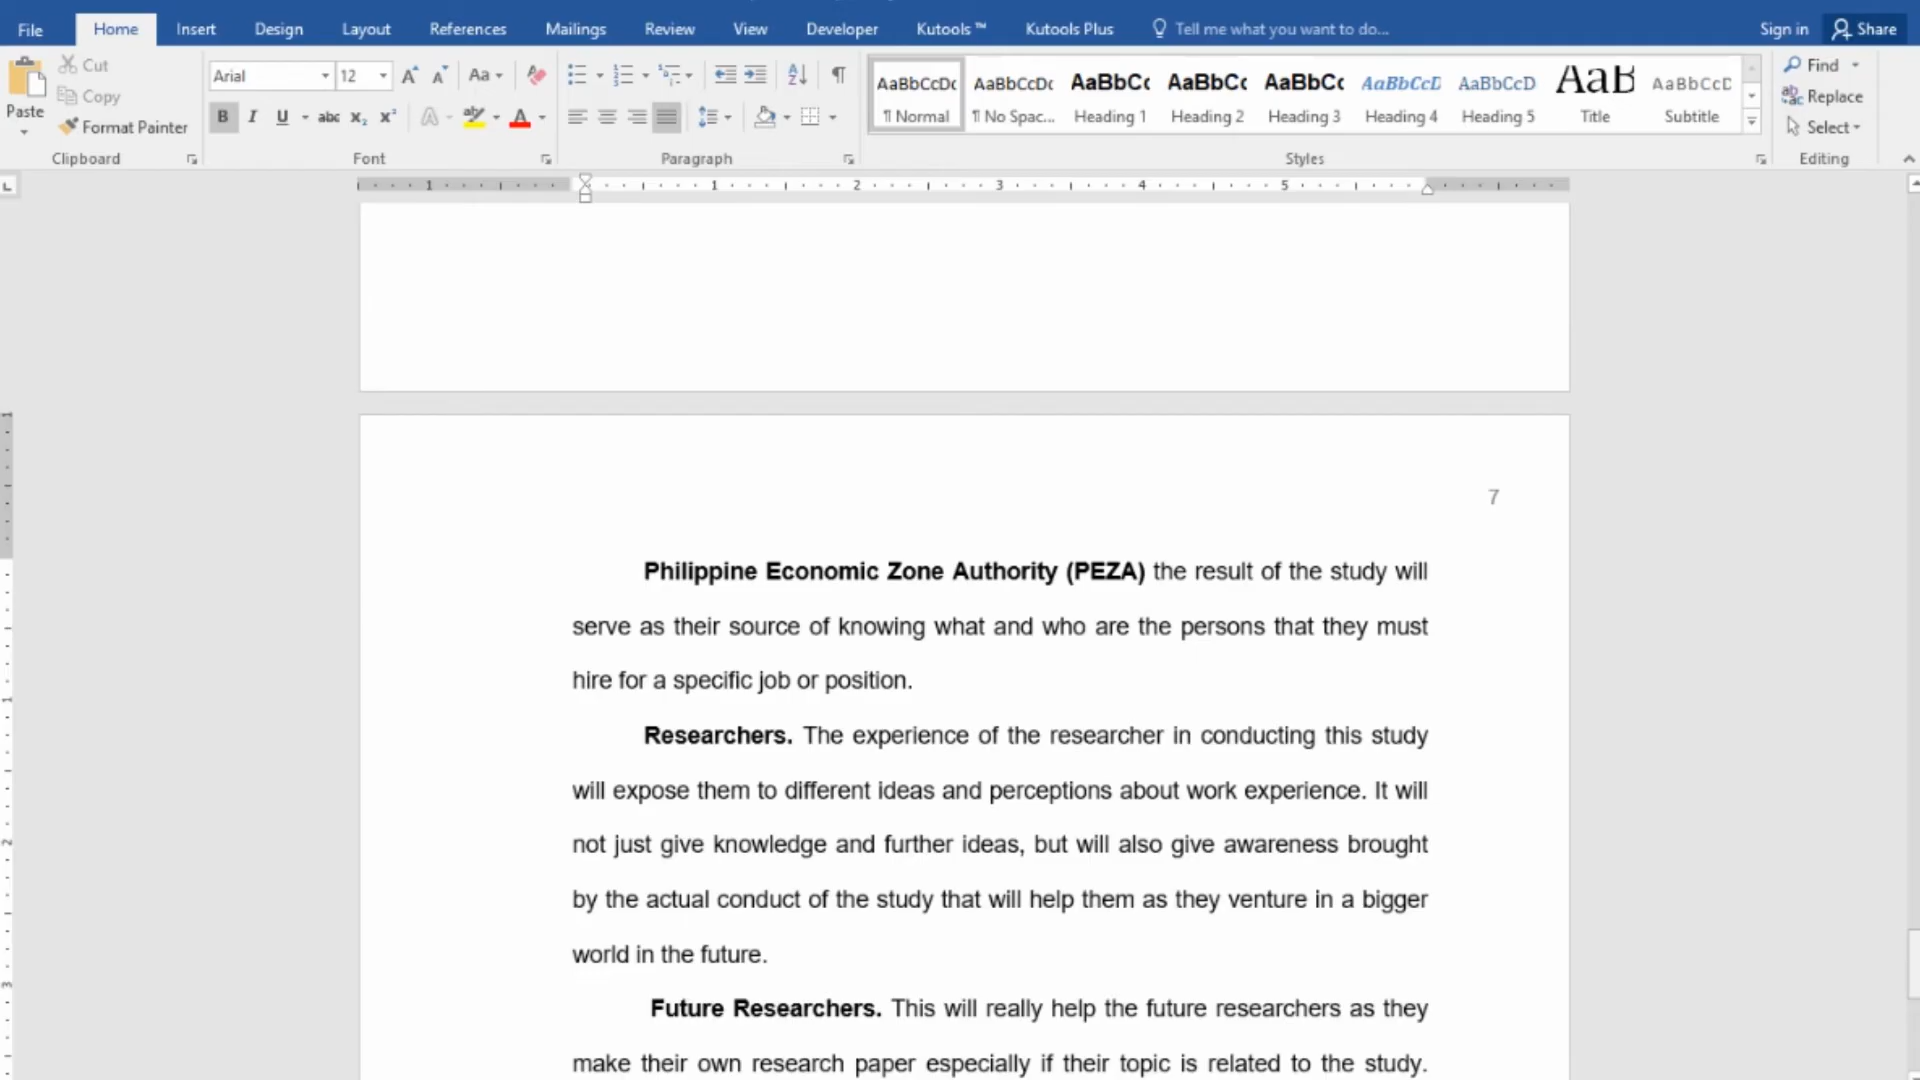 File Home Insert Design Layout References Mailings Review View Developer Kutools ™ Kutools Plus Tell me what you want to do... Sign in Share
Paste
Cut
Copy
Format Painter
Clipboard
Arial 12
Font
Paragraph
AaBbCcDc AaBbCcDc AaBbCc AaBbCc AaBbCc AaBbCcD AaBbCcD AaB AaBbCcD
¶ Normal ¶ No Spac... Heading 1 Heading 2 Heading 3 Heading 4 Heading 5 Title Subtitle
Styles
Find
Replace
Select
Editing
1 1 2 3 4 5
7
Philippine Economic Zone Authority (PEZA) the result of the study will
serve as their source of knowing what and who are the persons that they must
hire for a specific job or position.
Researchers. The experience of the researcher in conducting this study
will expose them to different ideas and perceptions about work experience. It will
not just give knowledge and further ideas, but will also give awareness brought
by the actual conduct of the study that will help them as they venture in a bigger
world in the future.
Future Researchers. This will really help the future researchers as they
make their own research paper especially if their topic is related to the study.